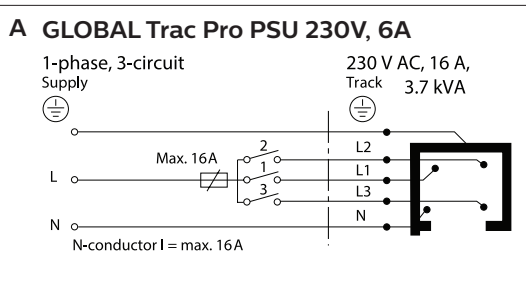 A GLOBAL Trac Pro PSU 230V, 6A
1-phase, 3-circuit
Supply
230 V AC, 16 A,
Track 3.7 kVA
2
L2
Max. 16A
1
L1
L
3
L3
N
N
N-conductor I = max. 16A